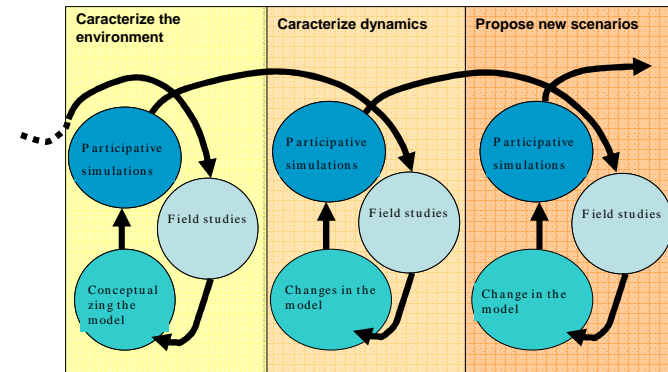 Caracterize the
environment
Participative
simulations
Field studies
Conceptual
zing the
model
Caracterize dynamics
Participative
simulations
Field studies
Changes in the
model
Propose new scenarios
Participative
simulations
Field studies
Change in the
model